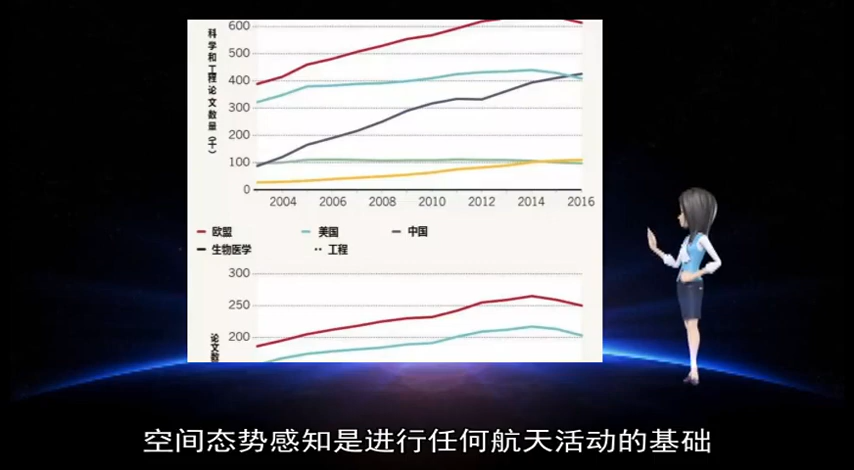 600
科学和工程论文数量（千）
500
400
300
200
100
0
2004 2006 2008 2010 2012 2014 2016
欧盟 美国 中国
生物医学 工程
300
250
论文数
200
空间态势感知是进行任何航天活动的基础